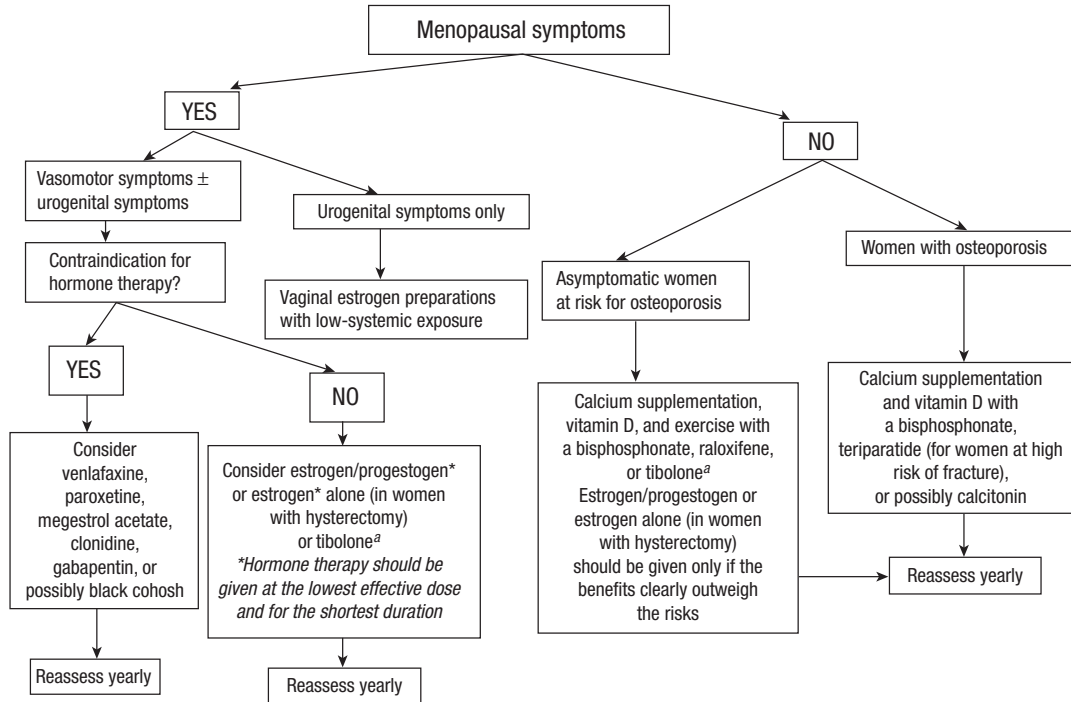 Menopausal symptoms
YES
NO
Vasomotor symptoms ±
urogenital symptoms
Urogenital symptoms only
Women with osteoporosis
Contraindication for
hormone therapy?
Asymptomatic women
at risk for osteoporosis
Vaginal estrogen preparations
with low-systemic exposure
YES
NO
Consider
venlafaxine,
paroxetine,
megestrol acetate,
clonidine,
gabapentin, or
possibly black cohosh
Consider estrogen/progestogen*
or estrogen* alone (in women
with hysterectomy)
or tiboloneᵃ
*Hormone therapy should be
given at the lowest effective dose
and for the shortest duration
Calcium supplementation,
vitamin D, and exercise with
a bisphosphonate, raloxifene,
or tiboloneᵃ
Estrogen/progestogen or
estrogen alone (in women
with hysterectomy)
should be given only if the
benefits clearly outweigh
the risks
Calcium supplementation
and vitamin D with
a bisphosphonate,
teriparatide (for women at high
risk of fracture),
or possibly calcitonin
Reassess yearly
Reassess yearly
Reassess yearly